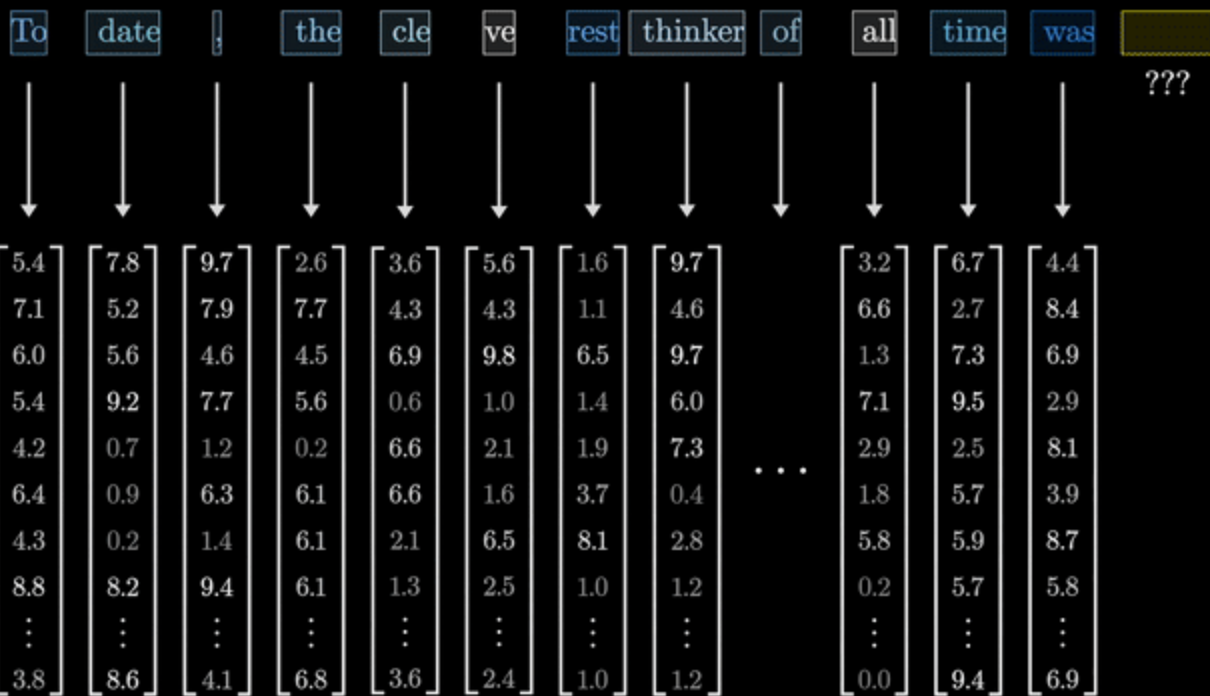 To date , the cle ve rest thinker of all time was
???
5.4 7.8 9.7 2.6 3.6 5.6 1.6 9.7 3.2 6.7 4.4
7.1 5.2 7.9 7.7 4.3 4.3 1.1 4.6 6.6 2.7 8.4
6.0 5.6 4.6 4.5 6.9 9.8 6.5 9.7 1.3 7.3 6.9
5.4 9.2 7.7 5.6 0.6 1.0 1.4 6.0 7.1 9.5 2.9
4.2 0.7 1.2 0.2 6.6 2.1 1.9 7.3 ... 2.9 2.5 8.1
6.4 0.9 6.3 6.1 6.6 1.6 3.7 0.4 1.8 5.7 3.9
4.3 0.2 1.4 6.1 2.1 6.5 8.1 2.8 5.8 5.9 8.7
8.8 8.2 9.4 6.1 1.3 2.5 1.0 1.2 0.2 5.7 5.8
⋮ ⋮ ⋮ ⋮ ⋮ ⋮ ⋮ ⋮ ⋮ ⋮ ⋮
3.8 8.6 4.1 6.8 3.6 2.4 1.0 1.2 0.0 9.4 6.9